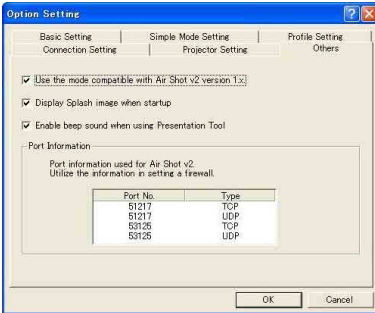 Option Setting
Basic Setting Simple Mode Setting Profile Setting
Connection Setting Projector Setting Others
Use the mode compatible with Air Shot v2 version 1.x.
Display Splash image when startup
Enable beep sound when using Presentation Tool
Port Information
Port information used for Air Shot v2.
Utilize the information in setting a firewall.
Port No. Type
51217 TCP
51217 UDP
53125 TCP
53125 UDP
OK Cancel